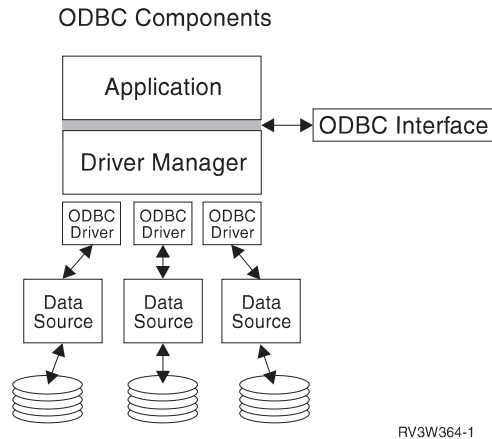 ODBC Components
Application
ODBC Interface
Driver Manager
ODBC
Driver
ODBC
Driver
ODBC
Driver
Data
Source
Data
Source
Data
Source
RV3W364-1